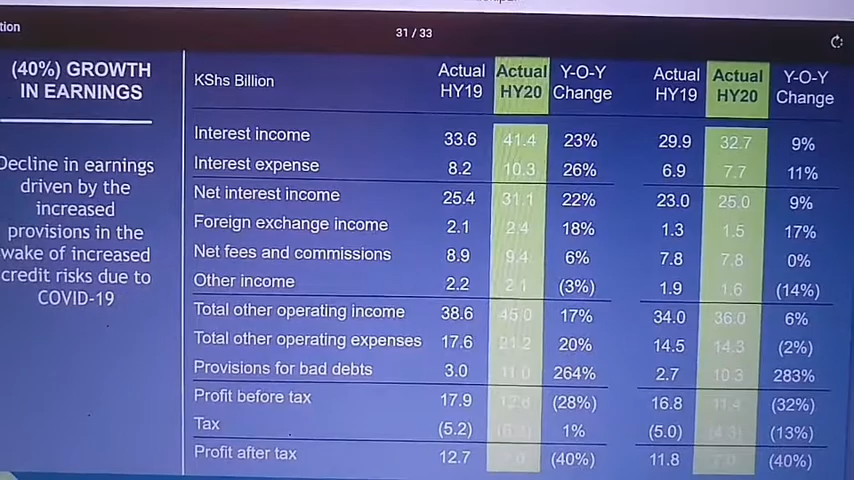 tion
31 / 33
(40%) GROWTH
IN EARNINGS
Decline in earnings
driven by the
increased
provisions in the
wake of increased
credit risks due to
COVID-19
KShs Billion Actual HY19 Actual HY20 Y-O-Y Change Actual HY19 Actual HY20 Y-O-Y Change
Interest income 33.6 41.4 23% 29.9 32.7 9%
Interest expense 8.2 10.3 26% 6.9 7.7 11%
Net interest income 25.4 31.1 22% 23.0 25.0 9%
Foreign exchange income 2.1 2.4 18% 1.3 1.5 17%
Net fees and commissions 8.9 9.4 6% 7.8 7.8 0%
Other income 2.2 2.1 (3%) 1.9 1.6 (14%)
Total other operating income 38.6 45.0 17% 34.0 36.0 6%
Total other operating expenses 17.6 21.2 20% 14.5 14.3 (2%)
Provisions for bad debts 3.0 11.0 264% 2.7 10.3 283%
Profit before tax 17.9 12.8 (28%) 16.8 11.4 (32%)
Tax (5.2) 1% (5.0) (4.3) (13%)
Profit after tax 12.7 11.8 7.0 (40%) (40%)